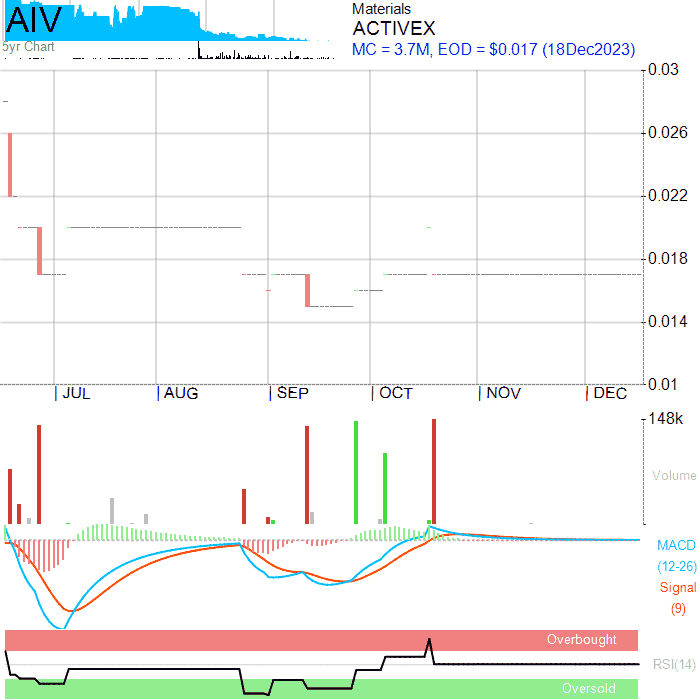 AIV
5yr Chart
Materials
ACTIVEX
MC = 3.7M, EOD = $0.017 (18Dec2023)
0.03
0.026
0.022
0.018
0.014
0.01
JUL AUG SEP OCT NOV DEC
148k
Volume
MACD
(12-26)
Signal
(9)
Overbought
RSI(14)
Oversold